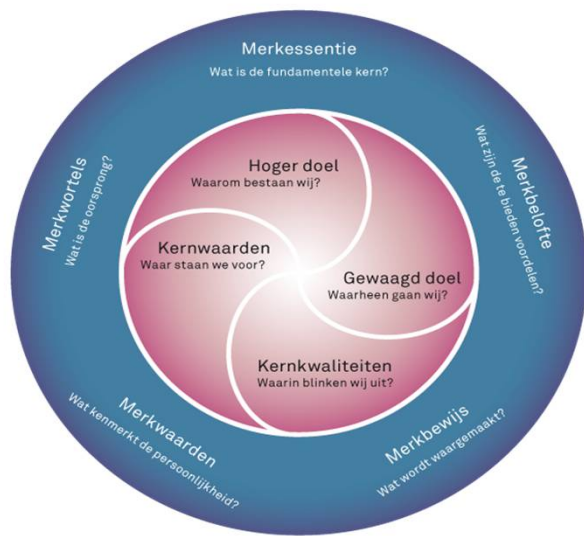 Merkessentie
Wat is de fundamentele kern?
Merkbelofte
Wat zijn de te bieden voordelen?
Merkbewijs
Wat wordt waargemaakt?
Merkwaarden
Wat kenmerkt de persoonlijkheid?
Merkwortels
Wat is de oorsprong?
Hoger doel
Waarom bestaan wij?
Kernwaarden
Waar staan we voor?
Gewaagd doel
Waarheen gaan wij?
Kernkwaliteiten
Waarin blinken wij uit?